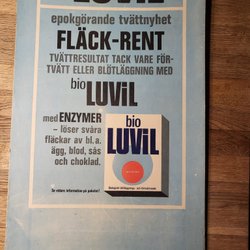 LUVIL
epokgörande tvättnyhet
FLÄCK-RENT
TVÄTTRESULTAT TACK VARE FÖR-
TVÄTT ELLER BLÖTLÄGGNING MED
bio
LUVIL
med ENZYMER
– löser svåra
fläckar av bl.a.
ägg, blod, sås
och choklad.
bio
LUVIL
Se vidare information på paketet!